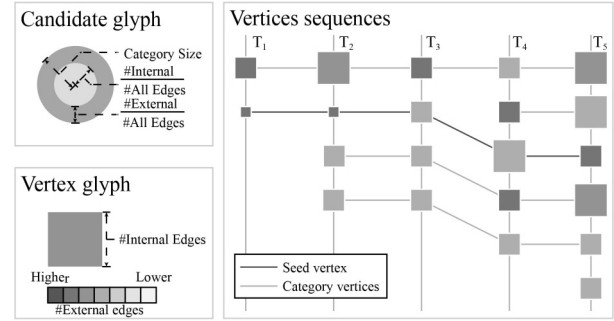 Candidate glyph
Category Size
#Internal
#All Edges
#External
#All Edges
Vertex glyph
#Internal Edges
Higher
Lower
#External edges
Vertices sequences
T1 T2 T3 T4 T5
Seed vertex
Category vertices